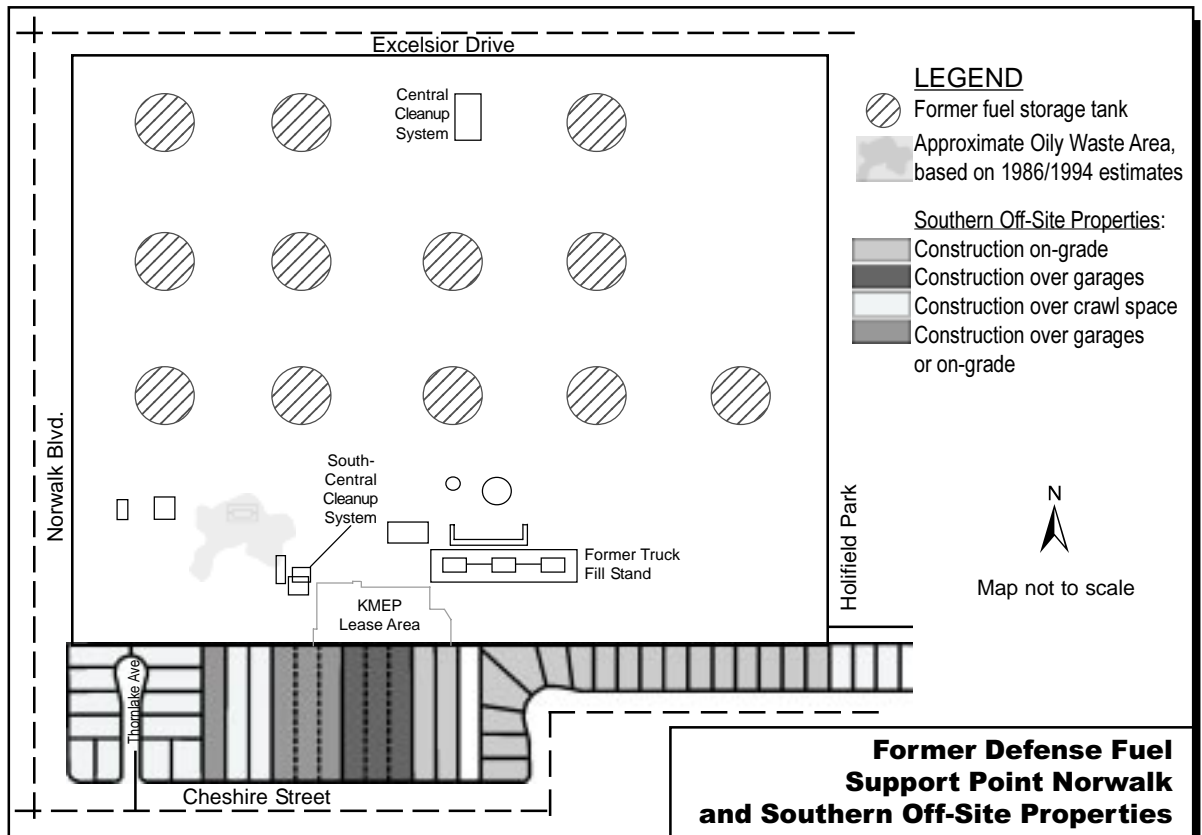 Excelsior Drive
Central
Cleanup
System
LEGEND
Former fuel storage tank
Approximate Oily Waste Area,
based on 1986/1994 estimates
Southern Off-Site Properties:
Construction on-grade
Construction over garages
Construction over crawl space
Construction over garages
or on-grade
Norwalk Blvd.
South-
Central
Cleanup
System
Former Truck
Fill Stand
KMEP
Lease Area
Holifield Park
N
Map not to scale
Thornlake Ave
Cheshire Street
Former Defense Fuel
Support Point Norwalk
and Southern Off-Site Properties